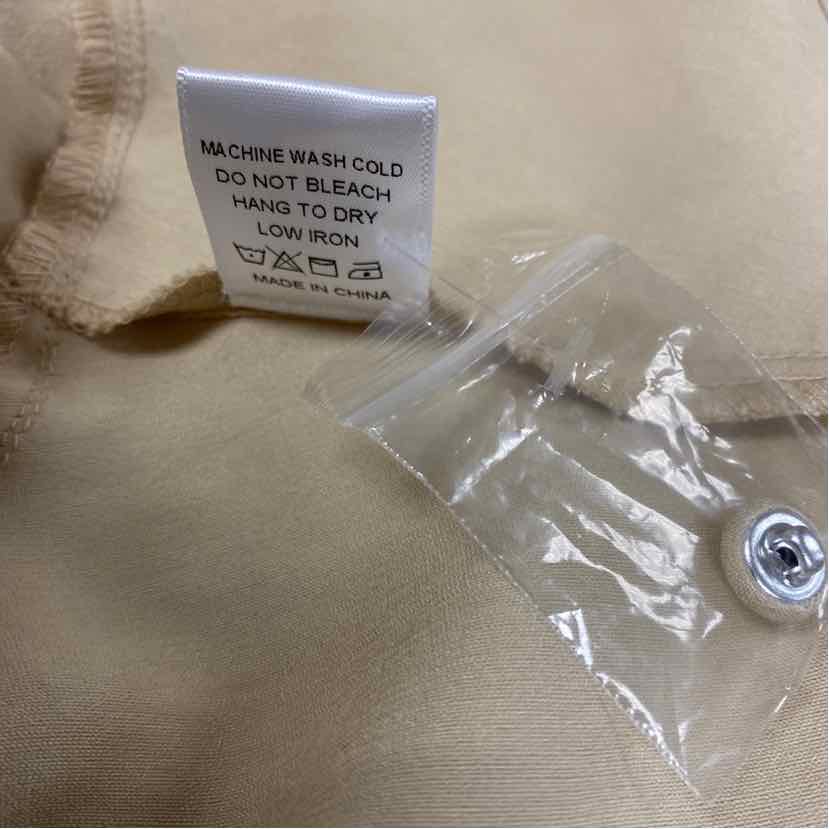 MACHINE WASH COLD
DO NOT BLEACH
HANG TO DRY
LOW IRON
MADE IN CHINA